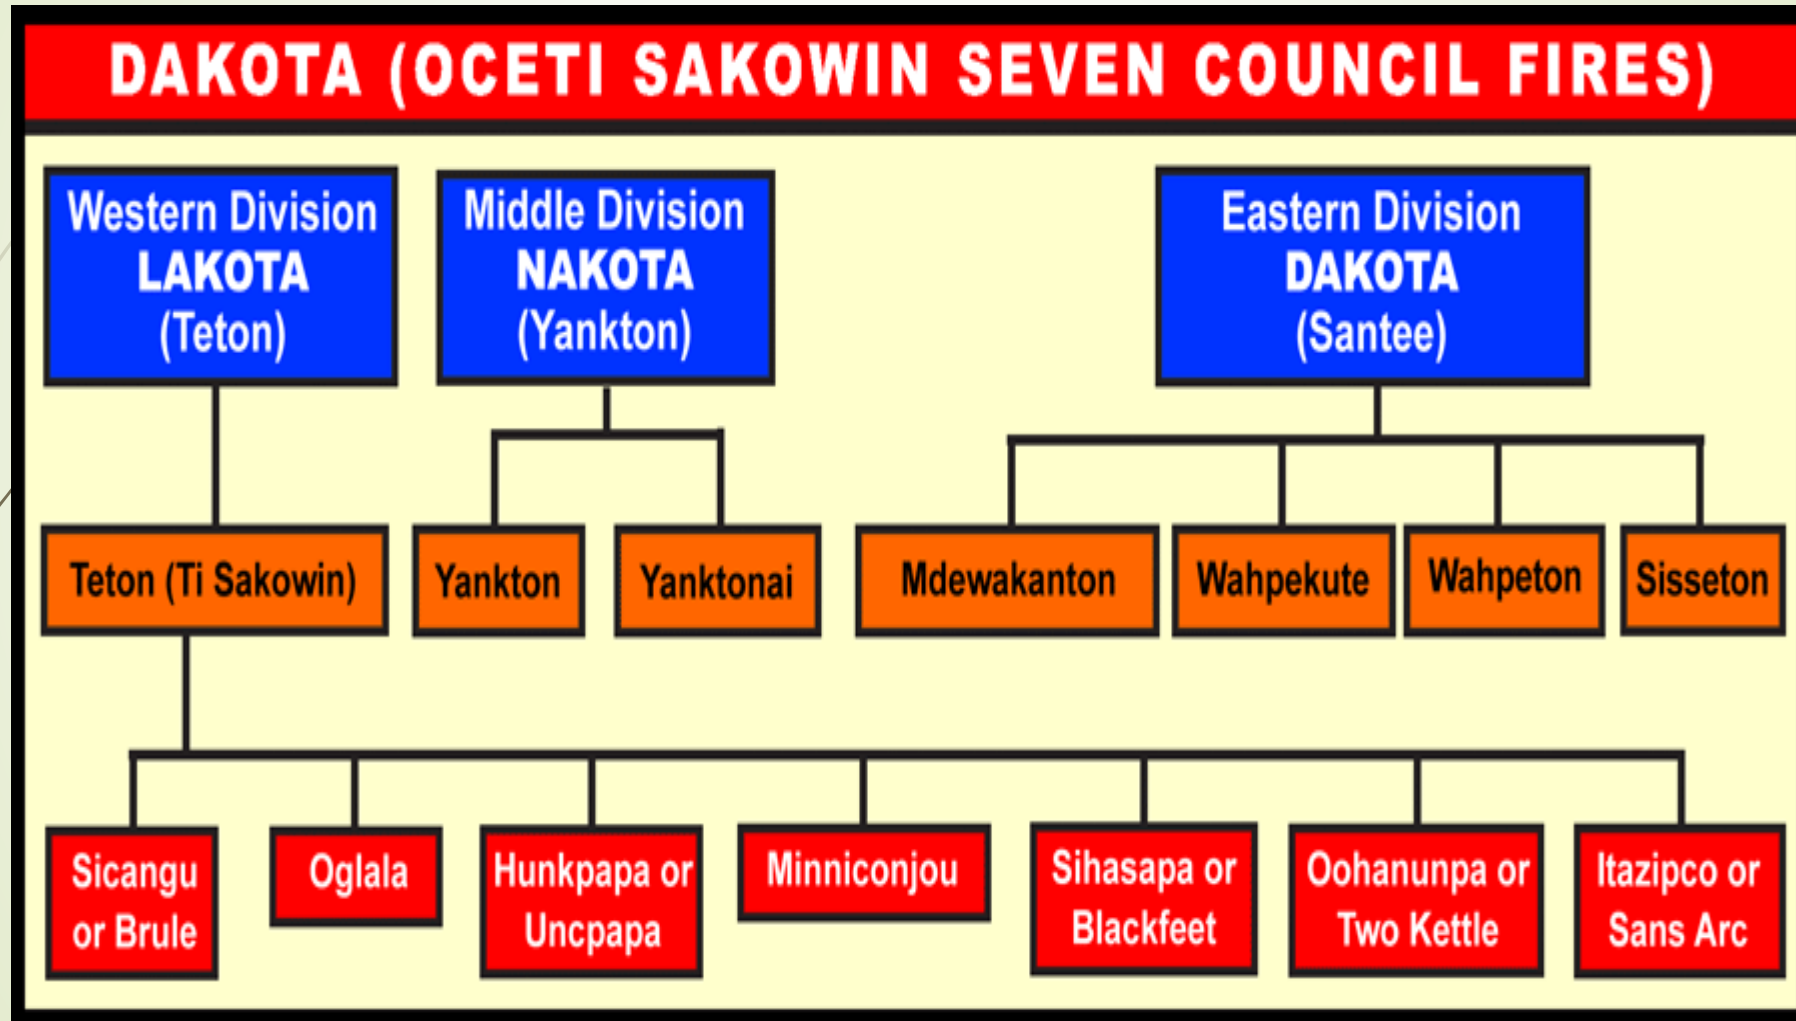 DAKOTA (OCETI SAKOWIN SEVEN COUNCIL FIRES)
Western Division
LAKOTA
(Teton)
Middle Division
NAKOTA
(Yankton)
Eastern Division
DAKOTA
(Santee)
Teton (Ti Sakowin)
Yankton
Yanktonai
Mdewakanton
Wahpekute
Wahpeton
Sisseton
Sicangu
or Brule
Oglala
Hunkpapa or
Uncpapa
Minniconjou
Sihasapa or
Blackfeet
Oohanunpa or
Two Kettle
Itazipco or
Sans Arc